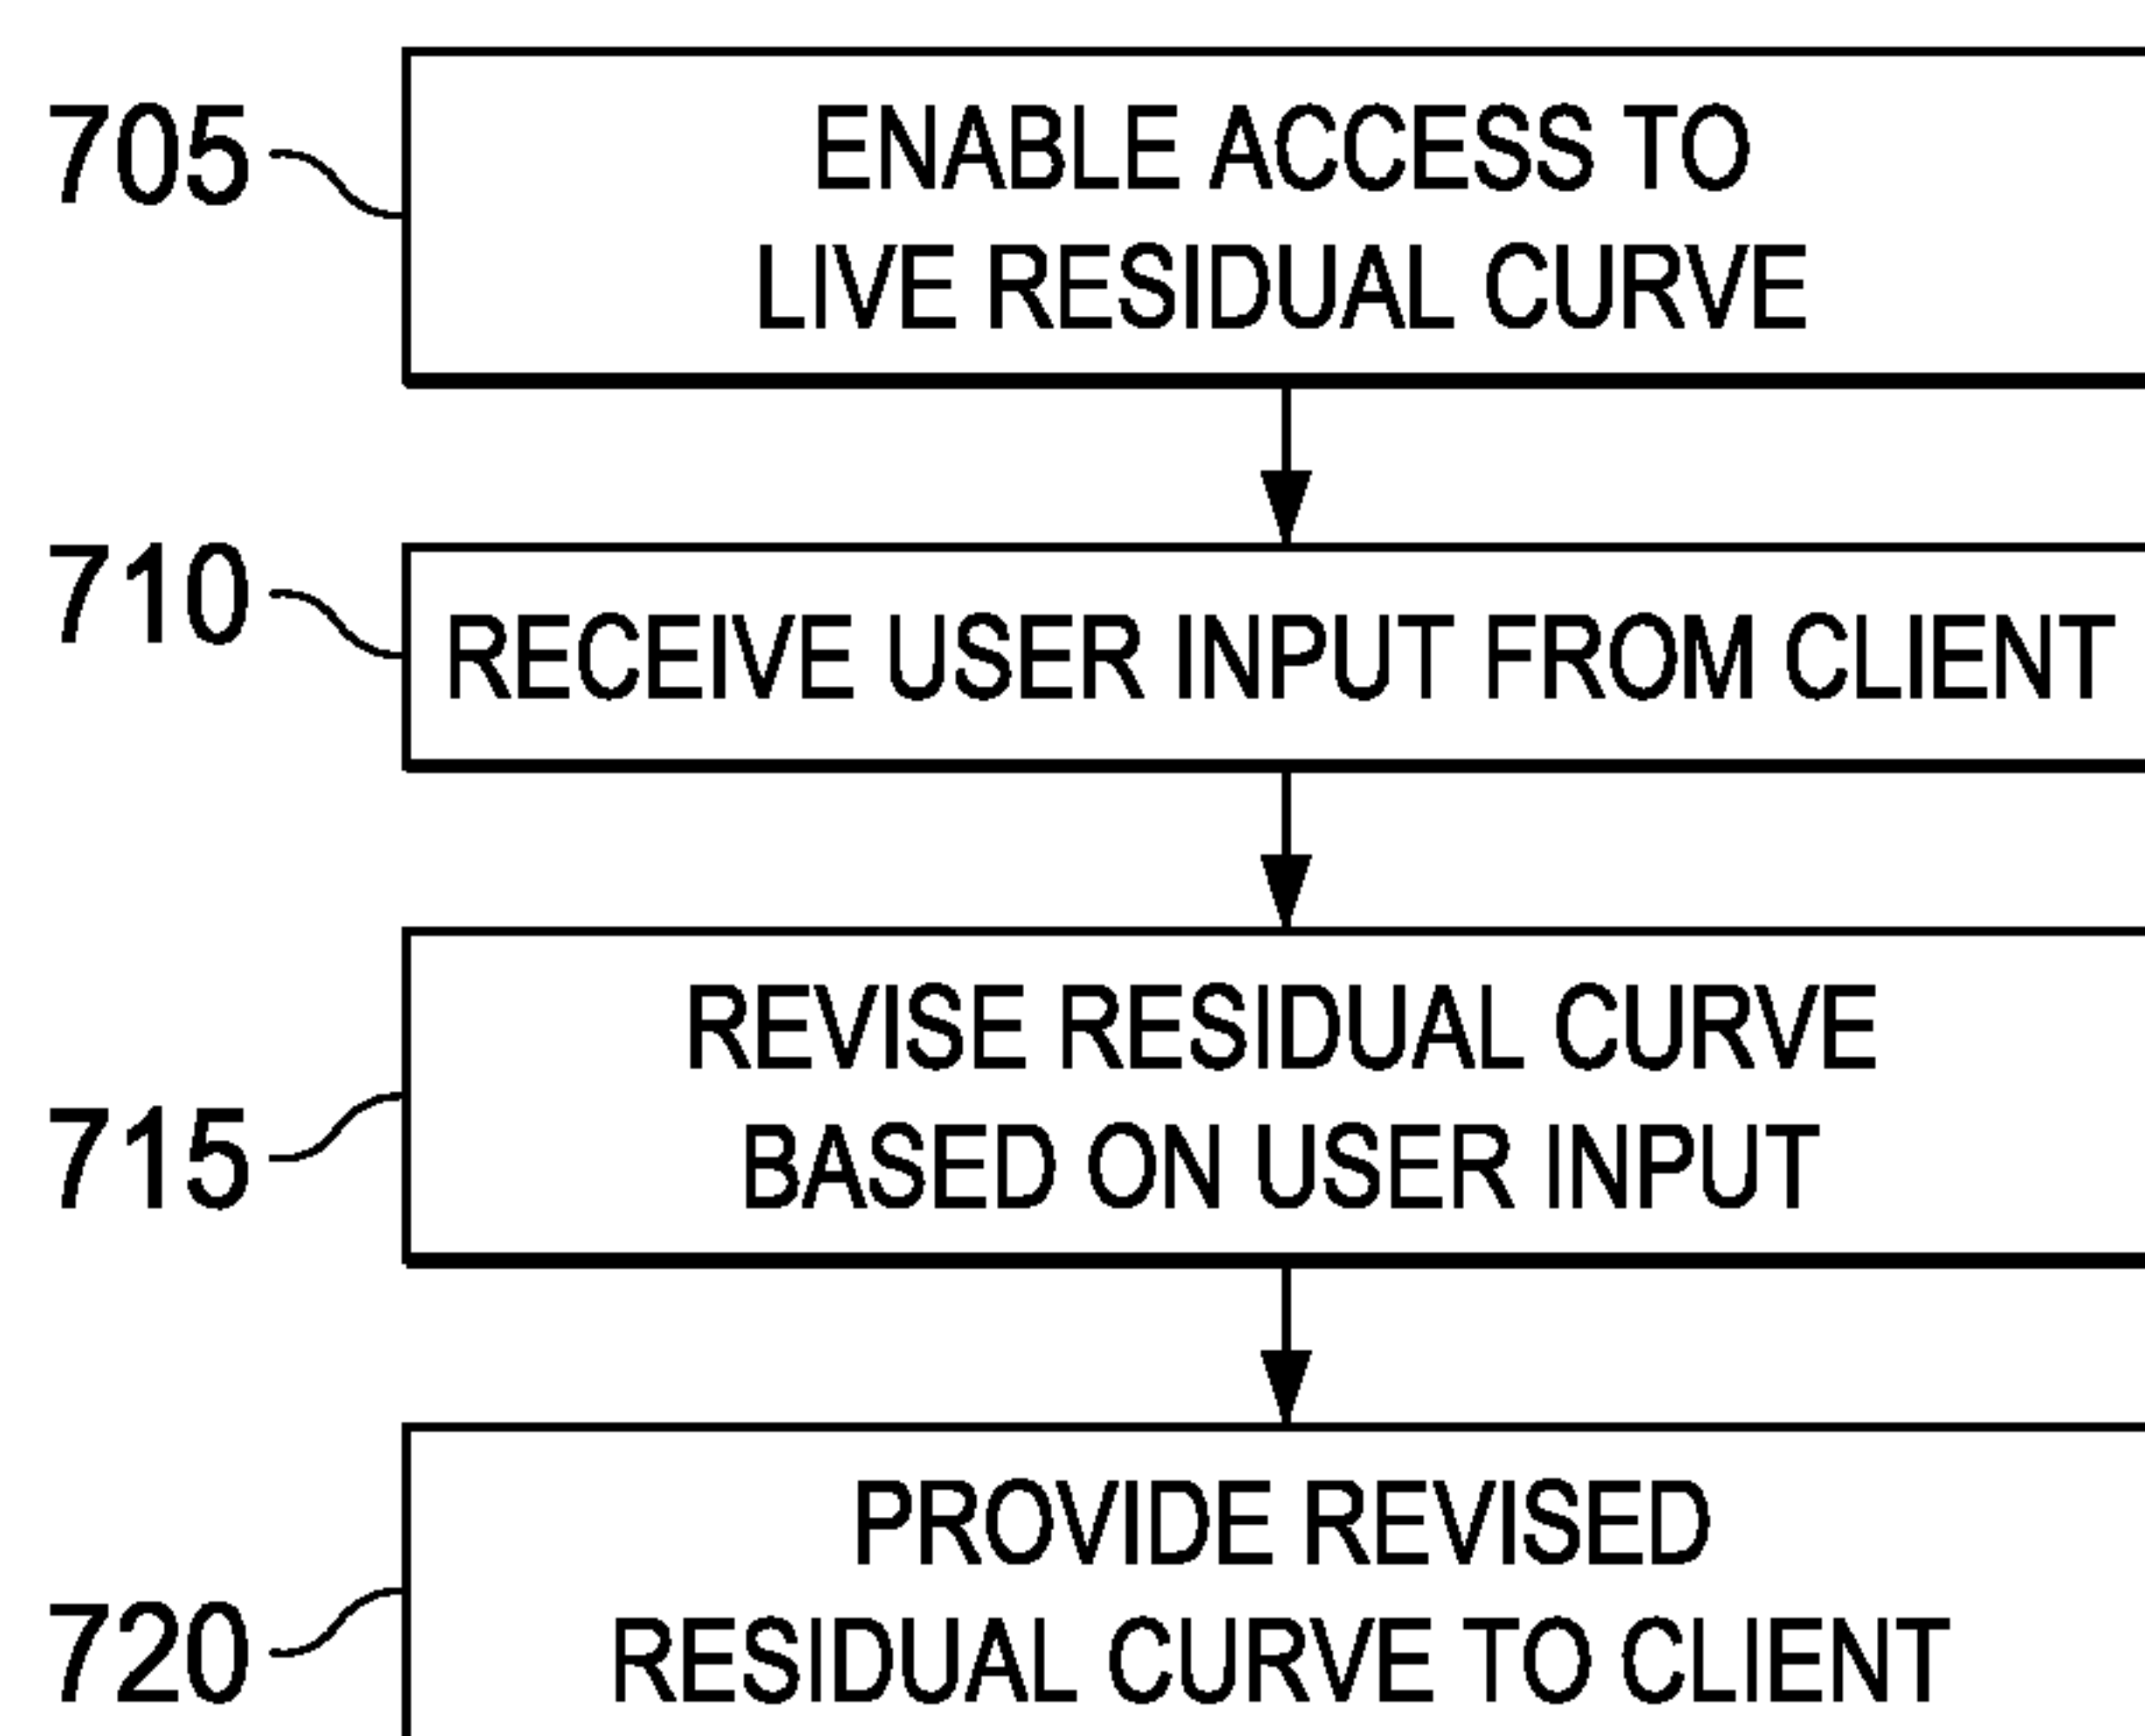 705
ENABLE ACCESS TO
LIVE RESIDUAL CURVE
710
RECEIVE USER INPUT FROM CLIENT
REVISE RESIDUAL CURVE
BASED ON USER INPUT
715
PROVIDE REVISED
RESIDUAL CURVE TO CLIENT
720